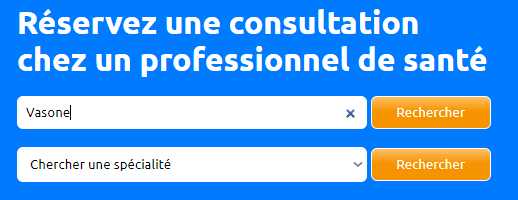 Réservez une consultation
chez un professionnel de santé
Vasone
Rechercher
Chercher une spécialité
Rechercher